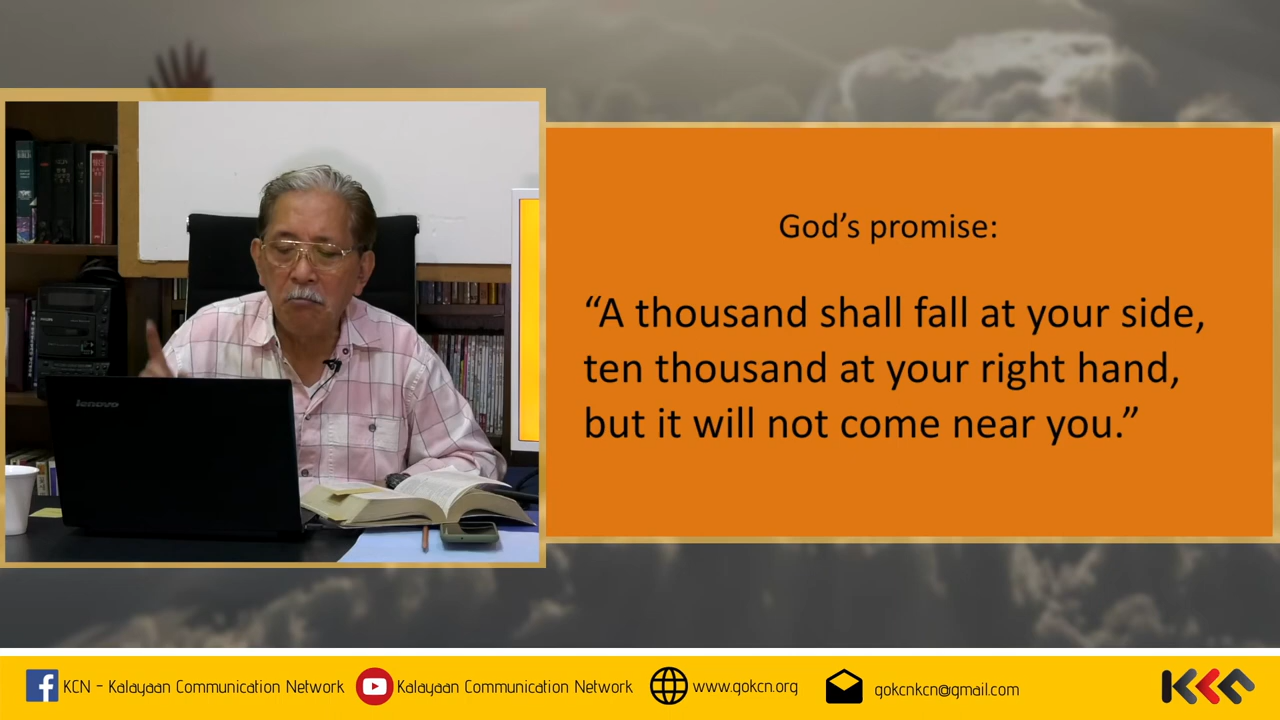 God’s promise:
“A thousand shall fall at your side,
ten thousand at your right hand,
but it will not come near you.”
lenovo
KCN - Kalayaan Communication Network
Kalayaan Communication Network
www.gokcn.org
gokcnkcn@gmail.com
KCN